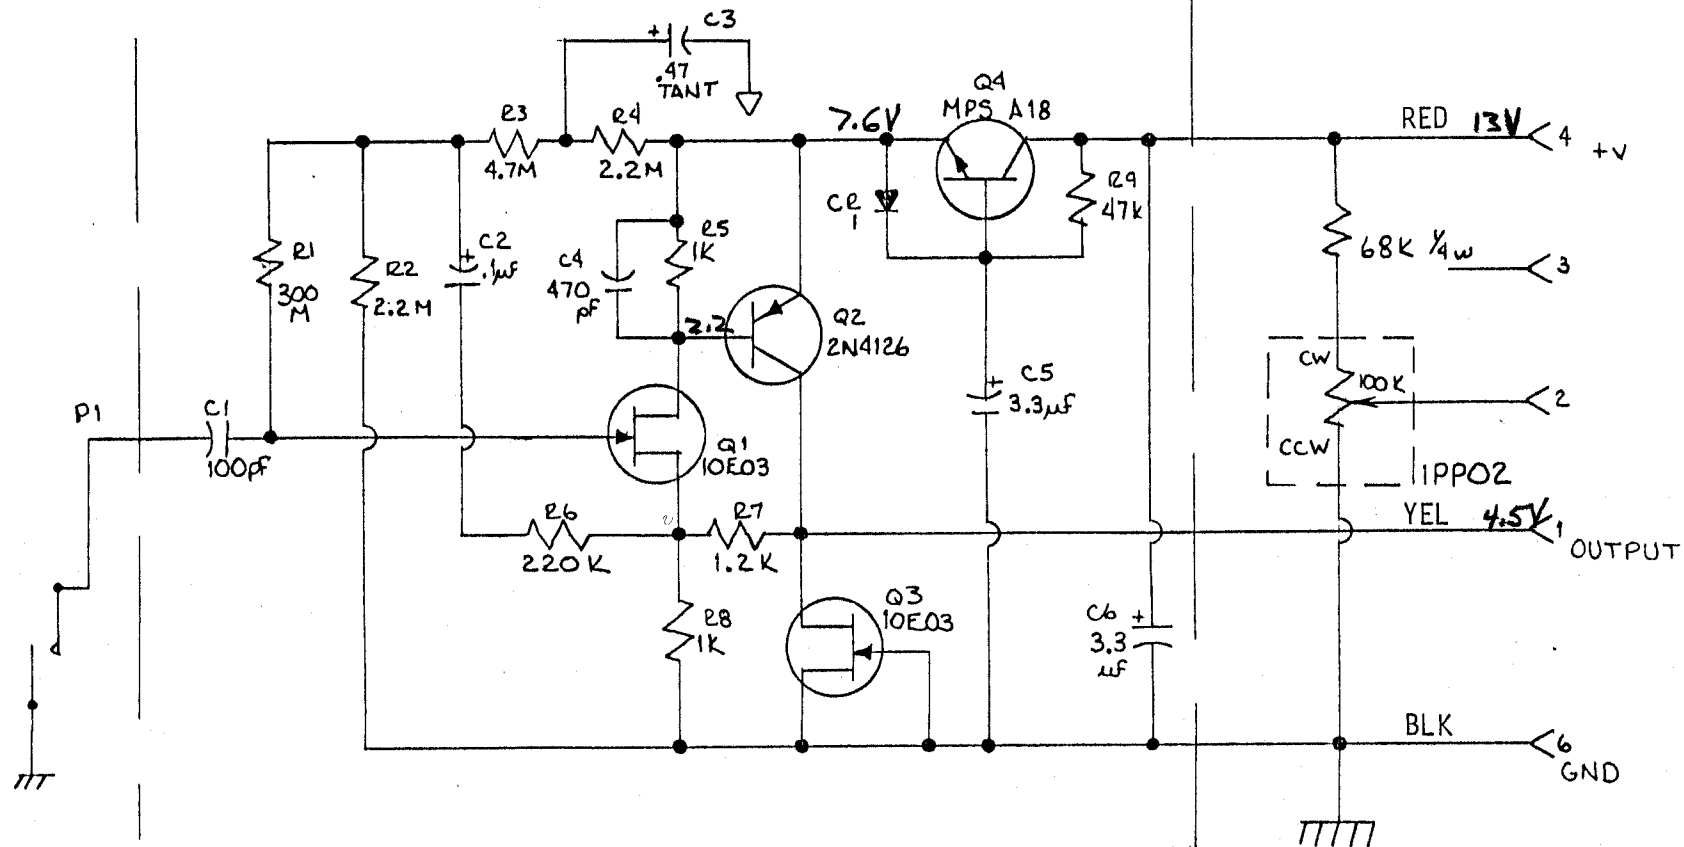 C3
+
.47
TANT
Q4
MPS A18
7.6V
RED 13V
4
+V
R3
4.7M
R4
2.2M
R9
47K
CR
1
R1
300
M
R2
2.2M
C2
+
.1µF
C4
470
pF
R5
1K
68K 1/4W
3
2.2
Q2
2N4126
C5
+
3.3µF
CW
100K
2
CCW
11PP02
P1
C1
100pF
Q1
10E03
R6
220K
R7
1.2K
YEL 4.5V
1
OUTPUT
R8
1K
Q3
10E03
C6
+
3.3
µF
BLK
6
GND